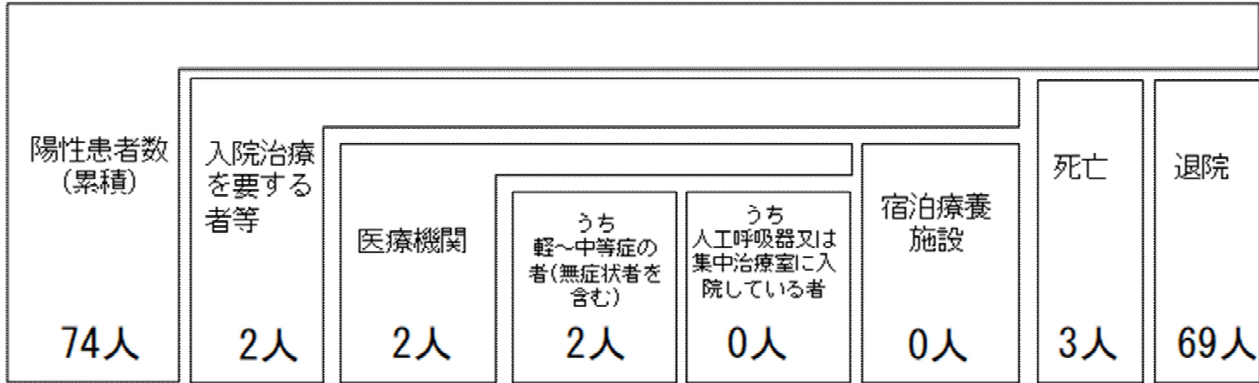 陽性患者数
(累積)
74人
入院治療
を要する
者等
2人
医療機関
2人
うち
軽～中等症の
者(無症状者を
含む)
2人
うち
人工呼吸器又は
集中治療室に入
院している者
0人
宿泊療養
施設
0人
死亡
3人
退院
69人